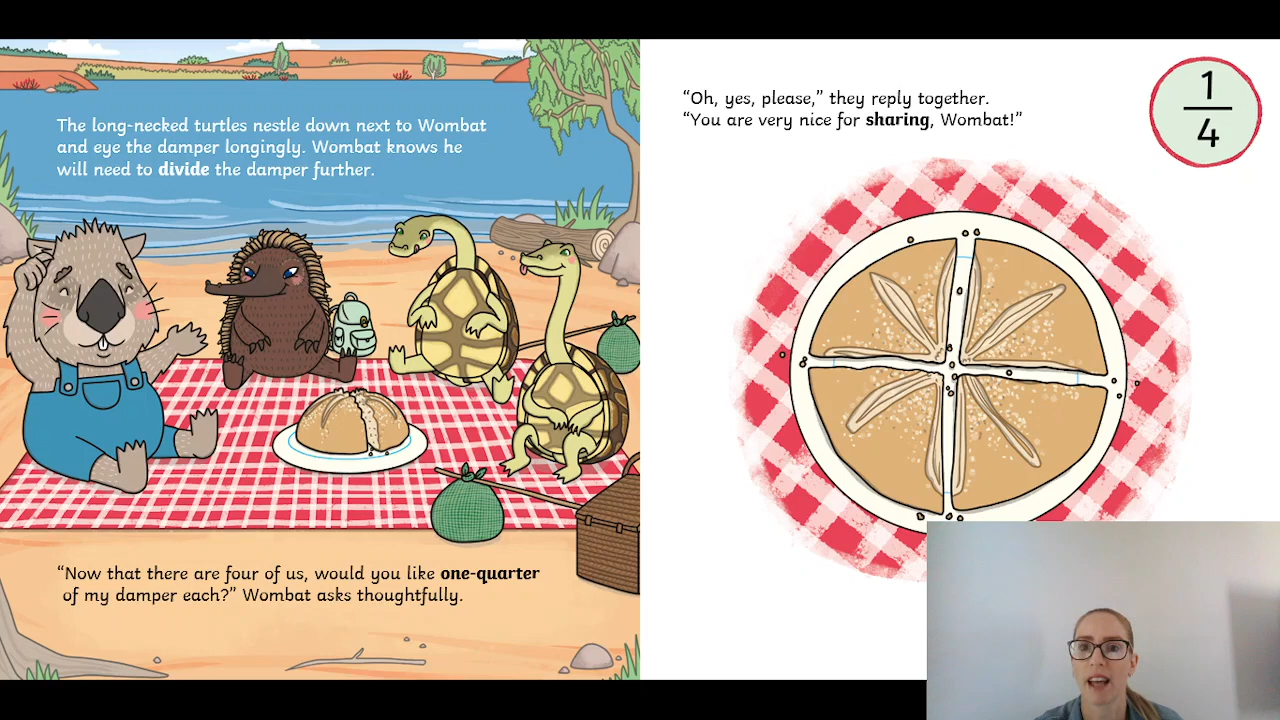 The long-necked turtles nestle down next to Wombat
and eye the damper longingly. Wombat knows he
will need to divide the damper further.
“Now that there are four of us, would you like one-quarter
of my damper each?” Wombat asks thoughtfully.
“Oh, yes, please,” they reply together.
“You are very nice for sharing, Wombat!”
1
4